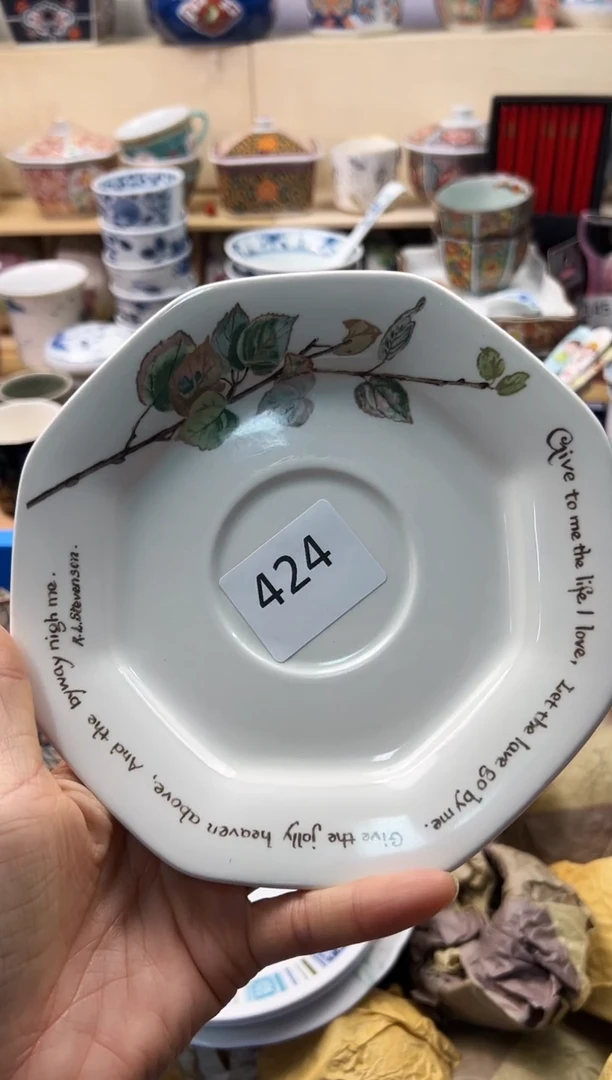 Give to me the life I love, Let the lave go by me. Give the jolly heaven above, And the byway nigh me.
R.L.Stevenson.
424